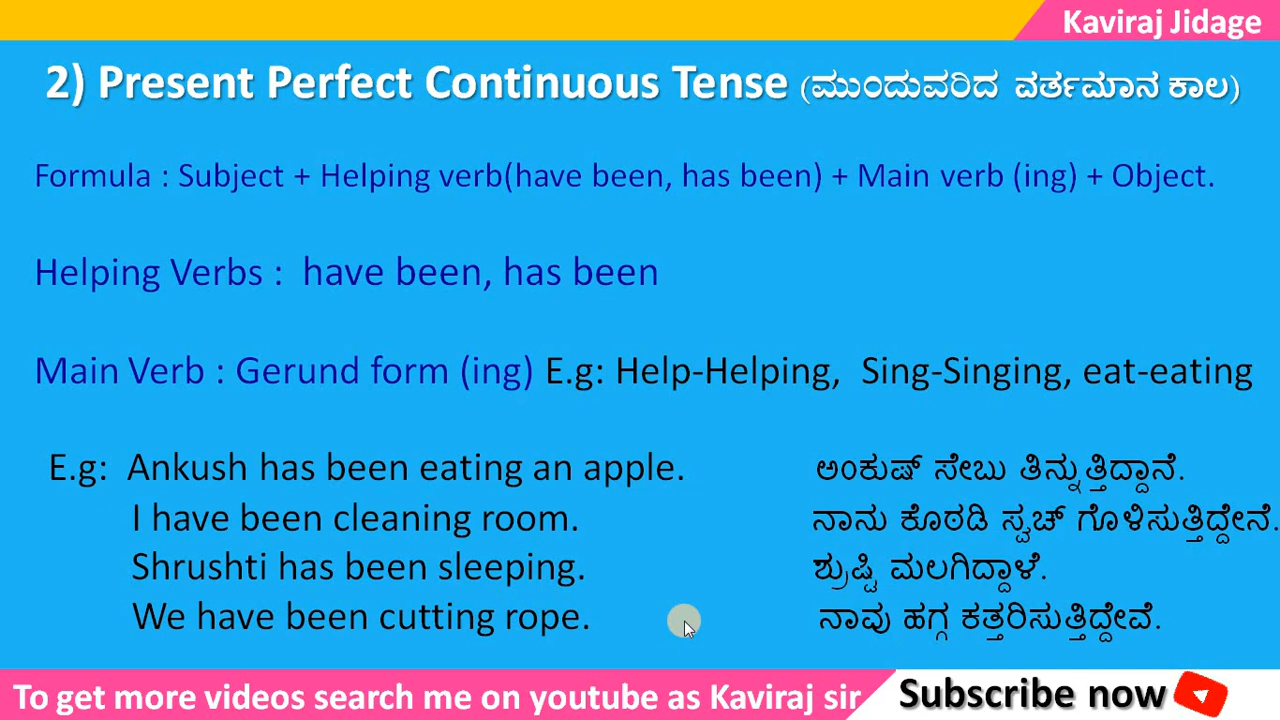 Kaviraj Jidage
2) Present Perfect Continuous Tense (ಮುಂದುವರಿದ ವರ್ತಮಾನ ಕಾಲ)
Formula : Subject + Helping verb(have been, has been) + Main verb (ing) + Object.
Helping Verbs : have been, has been
Main Verb : Gerund form (ing) E.g: Help-Helping, Sing-Singing, eat-eating
E.g: Ankush has been eating an apple. ಅಂಕುಷ್ ಸೇಬು ತಿನ್ನುತ್ತಿದ್ದಾನೆ.
I have been cleaning room. ನಾನು ಕೊಠಡಿ ಸ್ವಚ್ ಗೊಳಿಸುತ್ತಿದ್ದೇನೆ.
Shrushti has been sleeping. ಶ್ರುಷ್ಟಿ ಮಲಗಿದ್ದಾಳೆ.
We have been cutting rope. ನಾವು ಹಗ್ಗ ಕತ್ತರಿಸುತ್ತಿದ್ದೇವೆ.
To get more videos search me on youtube as Kaviraj sir
Subscribe now